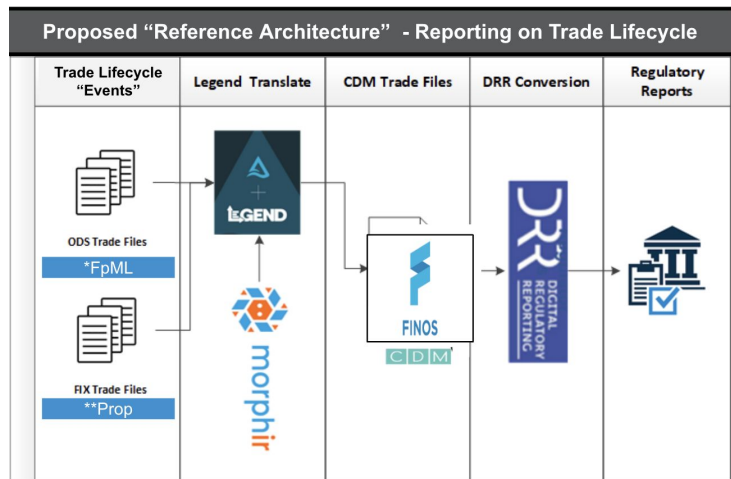 Proposed “Reference Architecture”  - Reporting on Trade Lifecycle
Trade Lifecycle
“Events”
Legend Translate
CDM Trade Files
DRR Conversion
Regulatory
Reports
ODS Trade Files
*FpML
FIX Trade Files
**Prop
+
LEGEND
morphir
FINOS
CDM
DRR
DIGITAL
REGULATORY
REPORTING